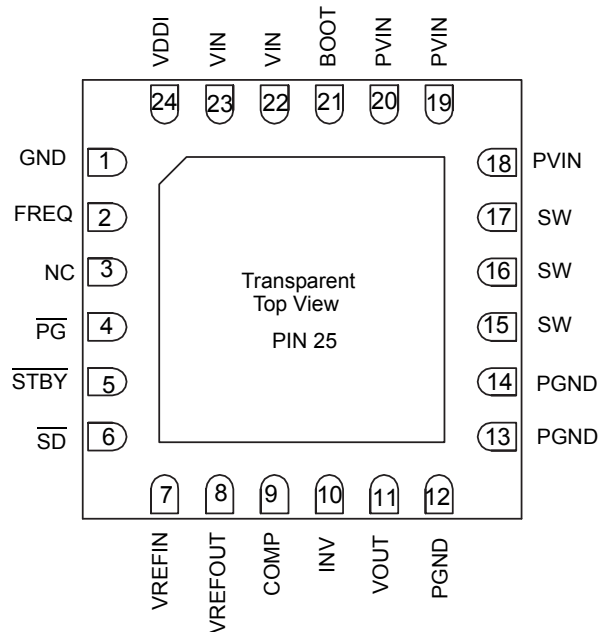 VDDI
VIN
VIN
BOOT
PVIN
PVIN
24
23
22
21
20
19
GND 1
18 PVIN
FREQ 2
17 SW
NC 3
16 SW
PG 4
15 SW
STBY 5
14 PGND
SD 6
13 PGND
Transparent
Top View
PIN 25
7
8
9
10
11
12
VREFIN
VREFOUT
COMP
INV
VOUT
PGND